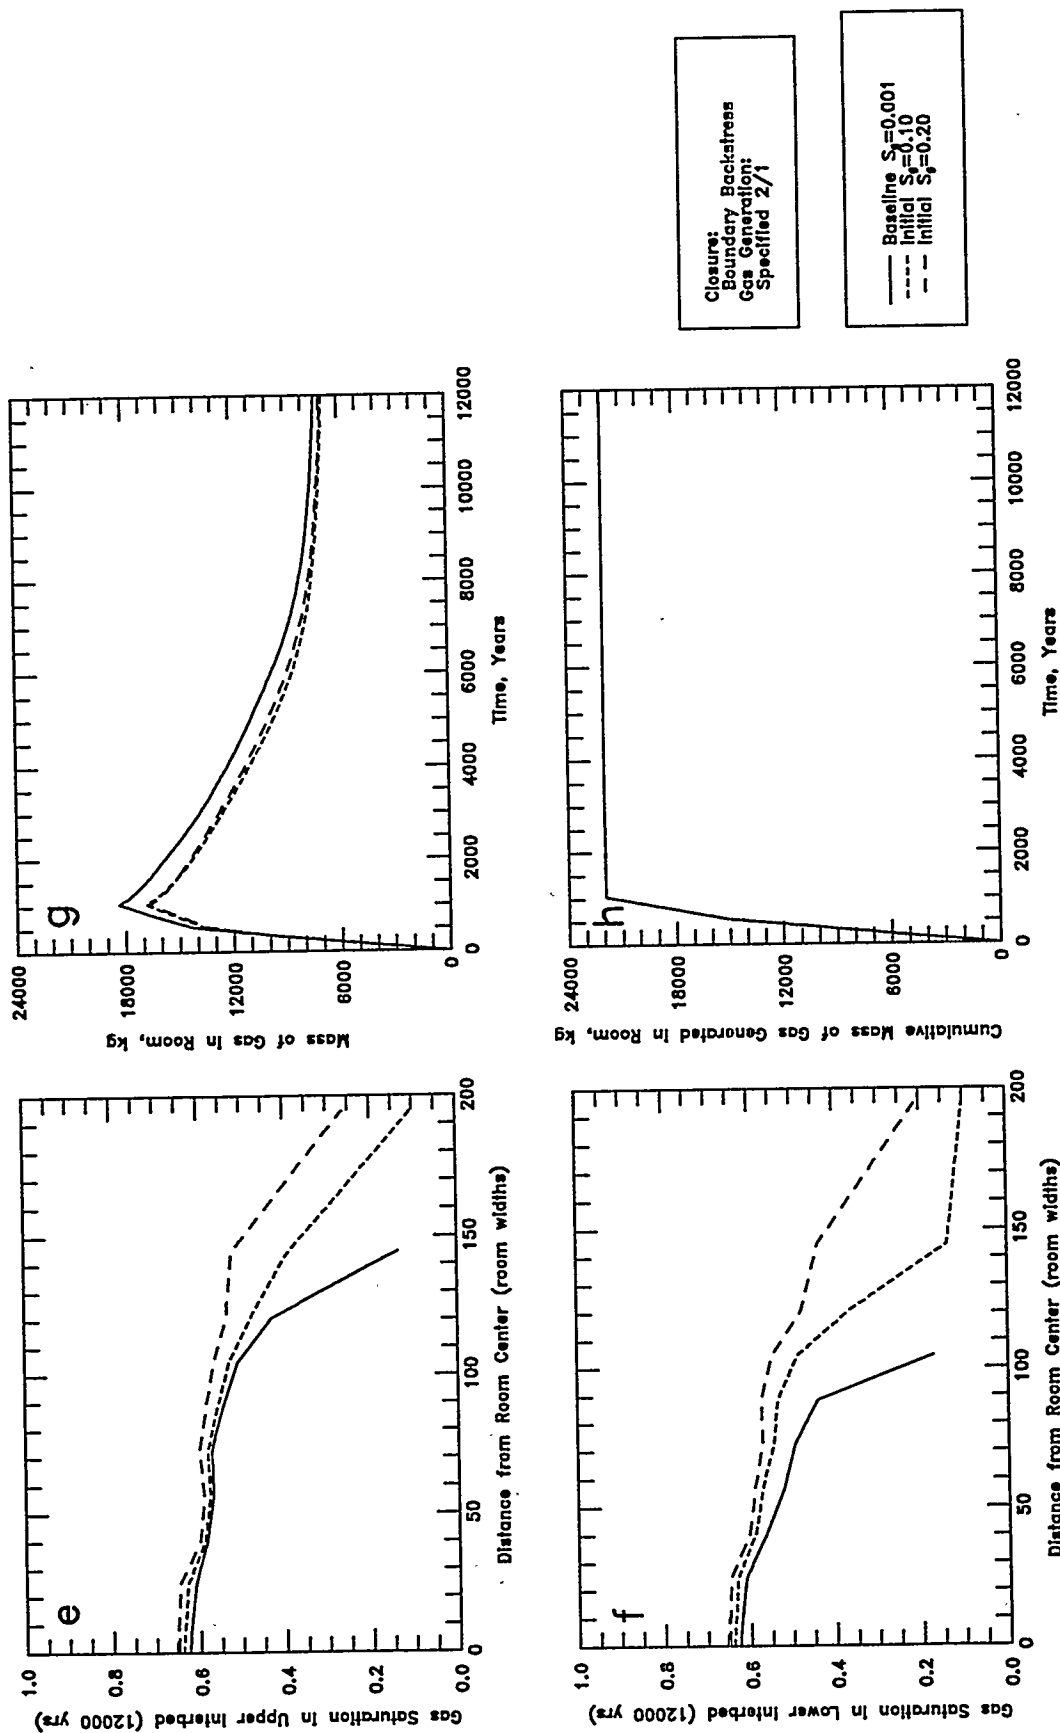 e
1.0
0.8
0.6
0.4
0.2
0.0
0
50
100
150
200
Gas Saturation in Upper Interbed (12000 yrs)
Distance from Room Center (room widths)
g
24000
18000
12000
6000
0
0
2000
4000
6000
8000
10000
12000
Mass of Gas in Room, kg
Time, Years
f
1.0
0.8
0.6
0.4
0.2
0.0
0
50
100
150
200
Gas Saturation in Lower Interbed (12000 yrs)
Distance from Room Center (room widths)
h
24000
18000
12000
6000
0
0
2000
4000
6000
8000
10000
12000
Cumulative Mass of Gas Generated in Room, kg
Time, Years
Closure:
Boundary Backstress
Gas Generation:
Specified 2/1
Baseline Sg=0.001
Initial Sg=0.10
Initial Sg=0.20